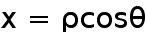 x = ρcosθ